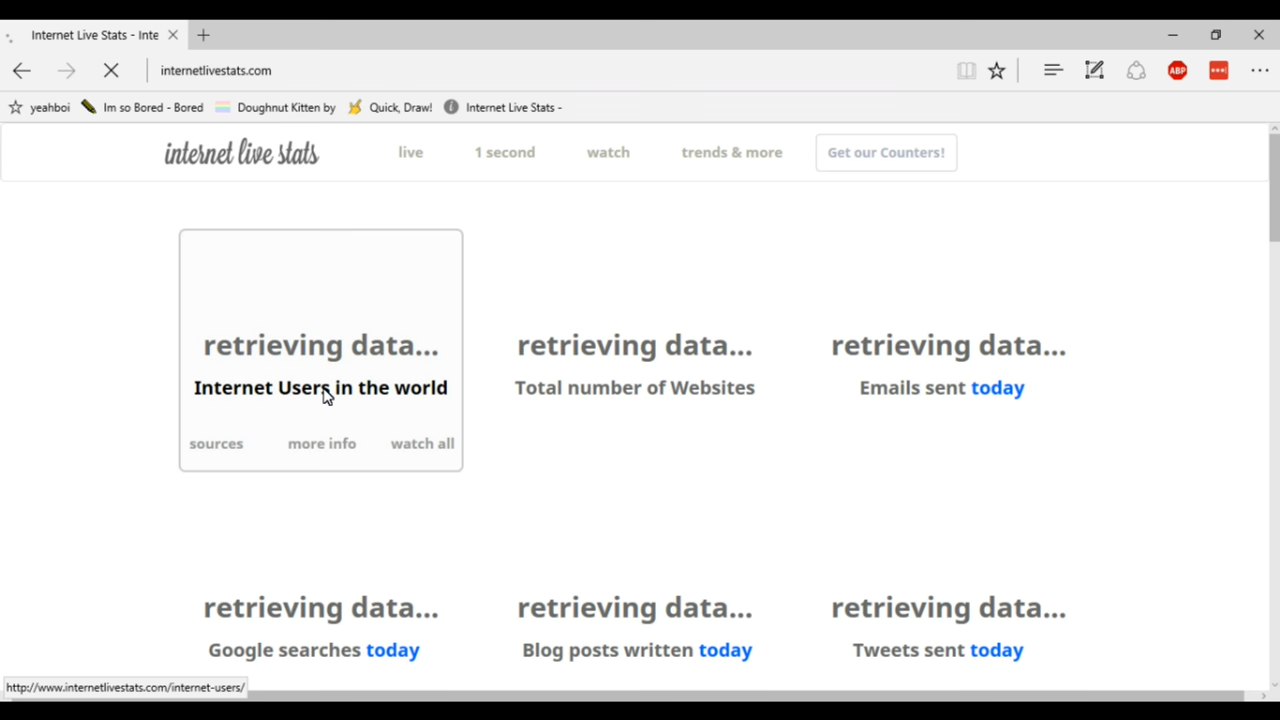 Internet Live Stats - Inte
internetlivestats.com
ABP
yeahboi
Im so Bored - Bored
Doughnut Kitten by
Quick, Draw!
Internet Live Stats -
internet live stats
live
1 second
watch
trends & more
Get our Counters!
retrieving data...
Internet Users in the world
sources more info watch all
retrieving data...
Total number of Websites
retrieving data...
Emails sent today
retrieving data...
Google searches today
retrieving data...
Blog posts written today
retrieving data...
Tweets sent today
http://www.internetlivestats.com/internet-users/